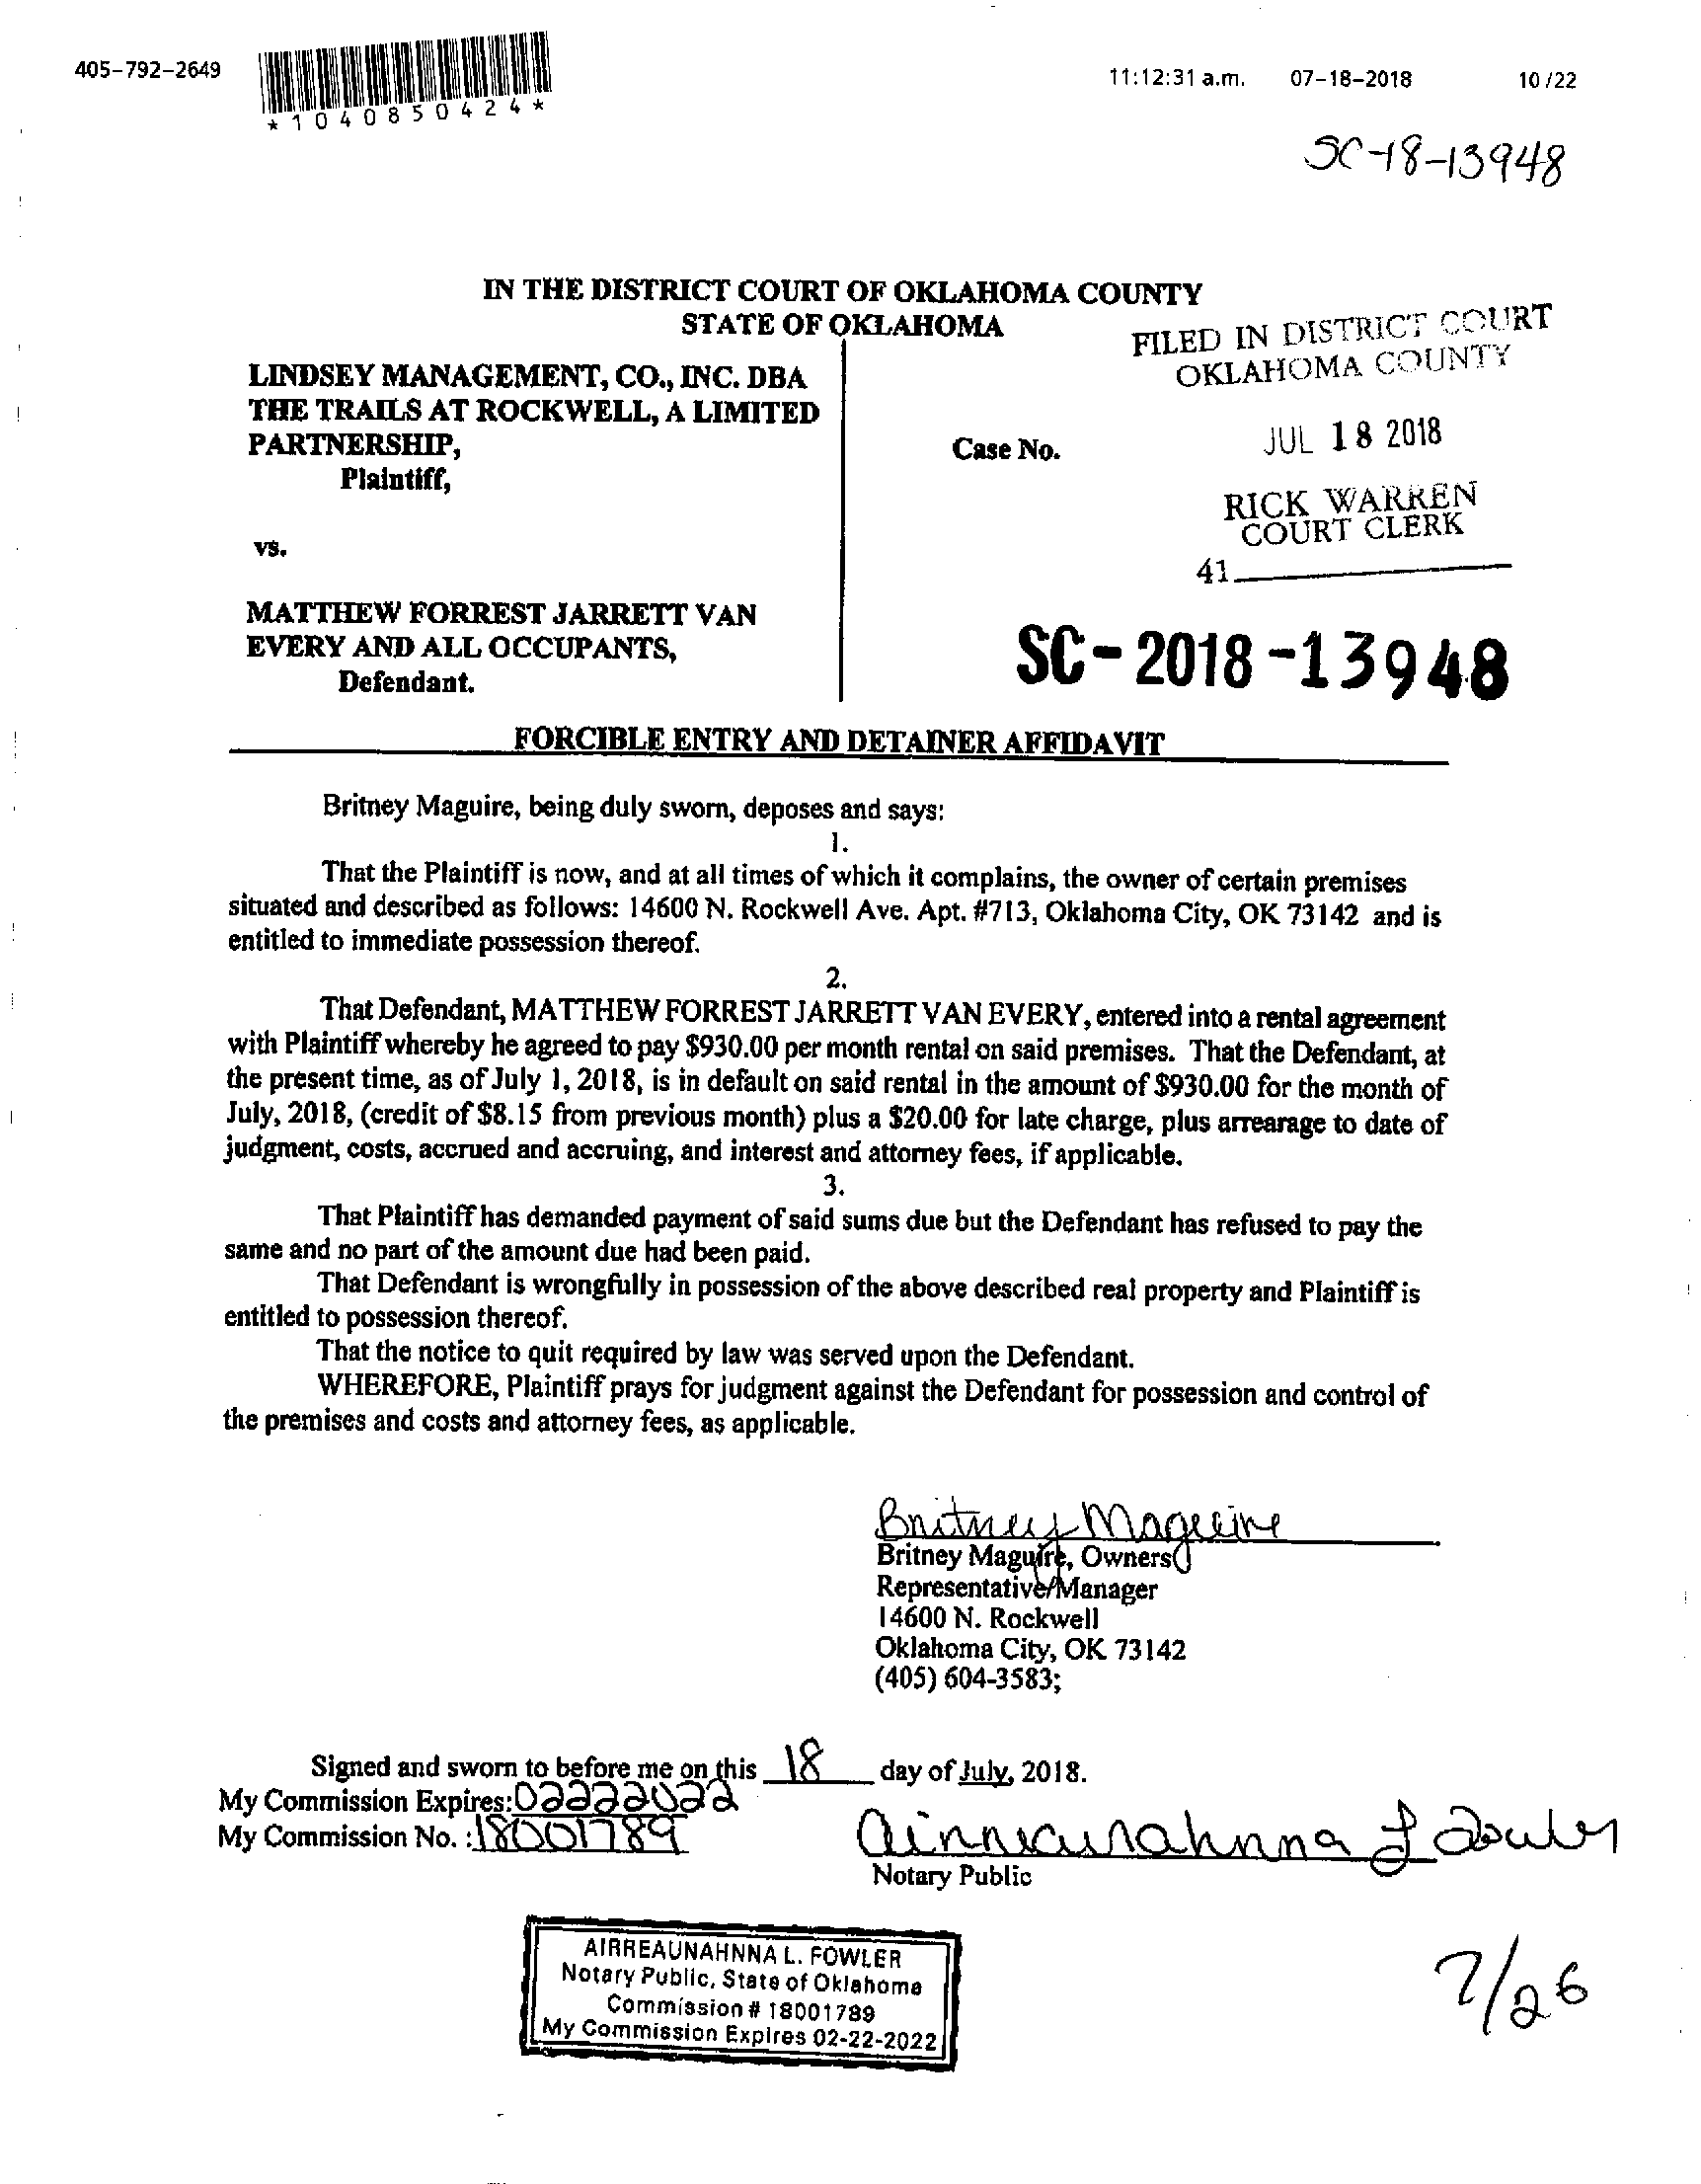 405-792-2649
*1040850424*
11:12:31 a.m. 07-18-2018 10 /22
SC-18-13948
IN THE DISTRICT COURT OF OKLAHOMA COUNTY
STATE OF OKLAHOMA
FILED IN DISTRICT COURT
OKLAHOMA COUNTY
LINDSEY MANAGEMENT, CO., INC. DBA
THE TRAILS AT ROCKWELL, A LIMITED
PARTNERSHIP,
Plaintiff,
Case No.
JUL 18 2018
RICK WARREN
COURT CLERK
41
vs.
MATTHEW FORREST JARRETT VAN
EVERY AND ALL OCCUPANTS,
Defendant.
SC-2018-13948
FORCIBLE ENTRY AND DETAINER AFFIDAVIT
Britney Maguire, being duly sworn, deposes and says:
1.
That the Plaintiff is now, and at all times of which it complains, the owner of certain premises
situated and described as follows: 14600 N. Rockwell Ave. Apt. #713, Oklahoma City, OK 73142 and is
entitled to immediate possession thereof.
2.
That Defendant, MATTHEW FORREST JARRETT VAN EVERY, entered into a rental agreement
with Plaintiff whereby he agreed to pay $930.00 per month rental on said premises. That the Defendant, at
the present time, as of July 1, 2018, is in default on said rental in the amount of $930.00 for the month of
July, 2018, (credit of $8.15 from previous month) plus a $20.00 for late charge, plus arrearage to date of
judgment, costs, accrued and accruing, and interest and attorney fees, if applicable.
3.
That Plaintiff has demanded payment of said sums due but the Defendant has refused to pay the
same and no part of the amount due had been paid.
That Defendant is wrongfully in possession of the above described real property and Plaintiff is
entitled to possession thereof.
That the notice to quit required by law was served upon the Defendant.
WHEREFORE, Plaintiff prays for judgment against the Defendant for possession and control of
the premises and costs and attorney fees, as applicable.
Britney Maguire
Britney Maguire, Owners
Representative/Manager
14600 N. Rockwell
Oklahoma City, OK 73142
(405) 604-3583;
Signed and sworn to before me on this 18 day of July, 2018.
My Commission Expires: 02222022
My Commission No. : 18001789
Airreaunahnna L Fowler
Notary Public
AIRREAUNAHNNA L. FOWLER
Notary Public, State of Oklahoma
Commission # 18001789
My Commission Expires 02-22-2022
7/26